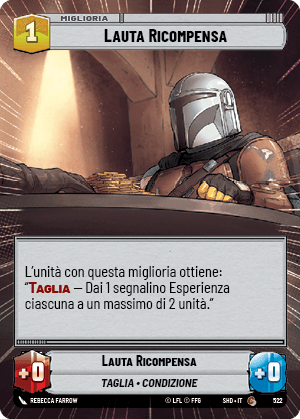 MIGLIORIA
1
LAUTA RICOMPENSA
L'unità con questa miglioria ottiene:
"TAGLIA — Dai 1 segnalino Esperienza
ciascuna a un massimo di 2 unità."
+0
LAUTA RICOMPENSA
+0
TAGLIA • CONDIZIONE
REBECCA FARROW
© LFL © FFG
SHD • IT
522